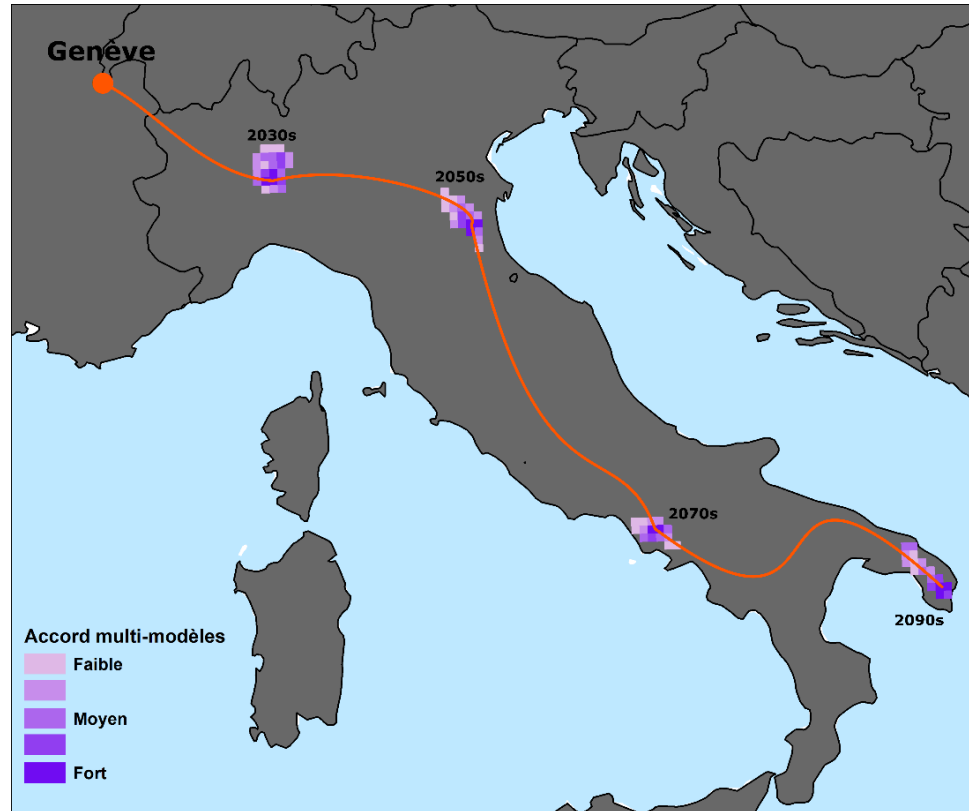 Genève
2030s
2050s
2070s
2090s
Accord multi-modèles
Faible
Moyen
Fort